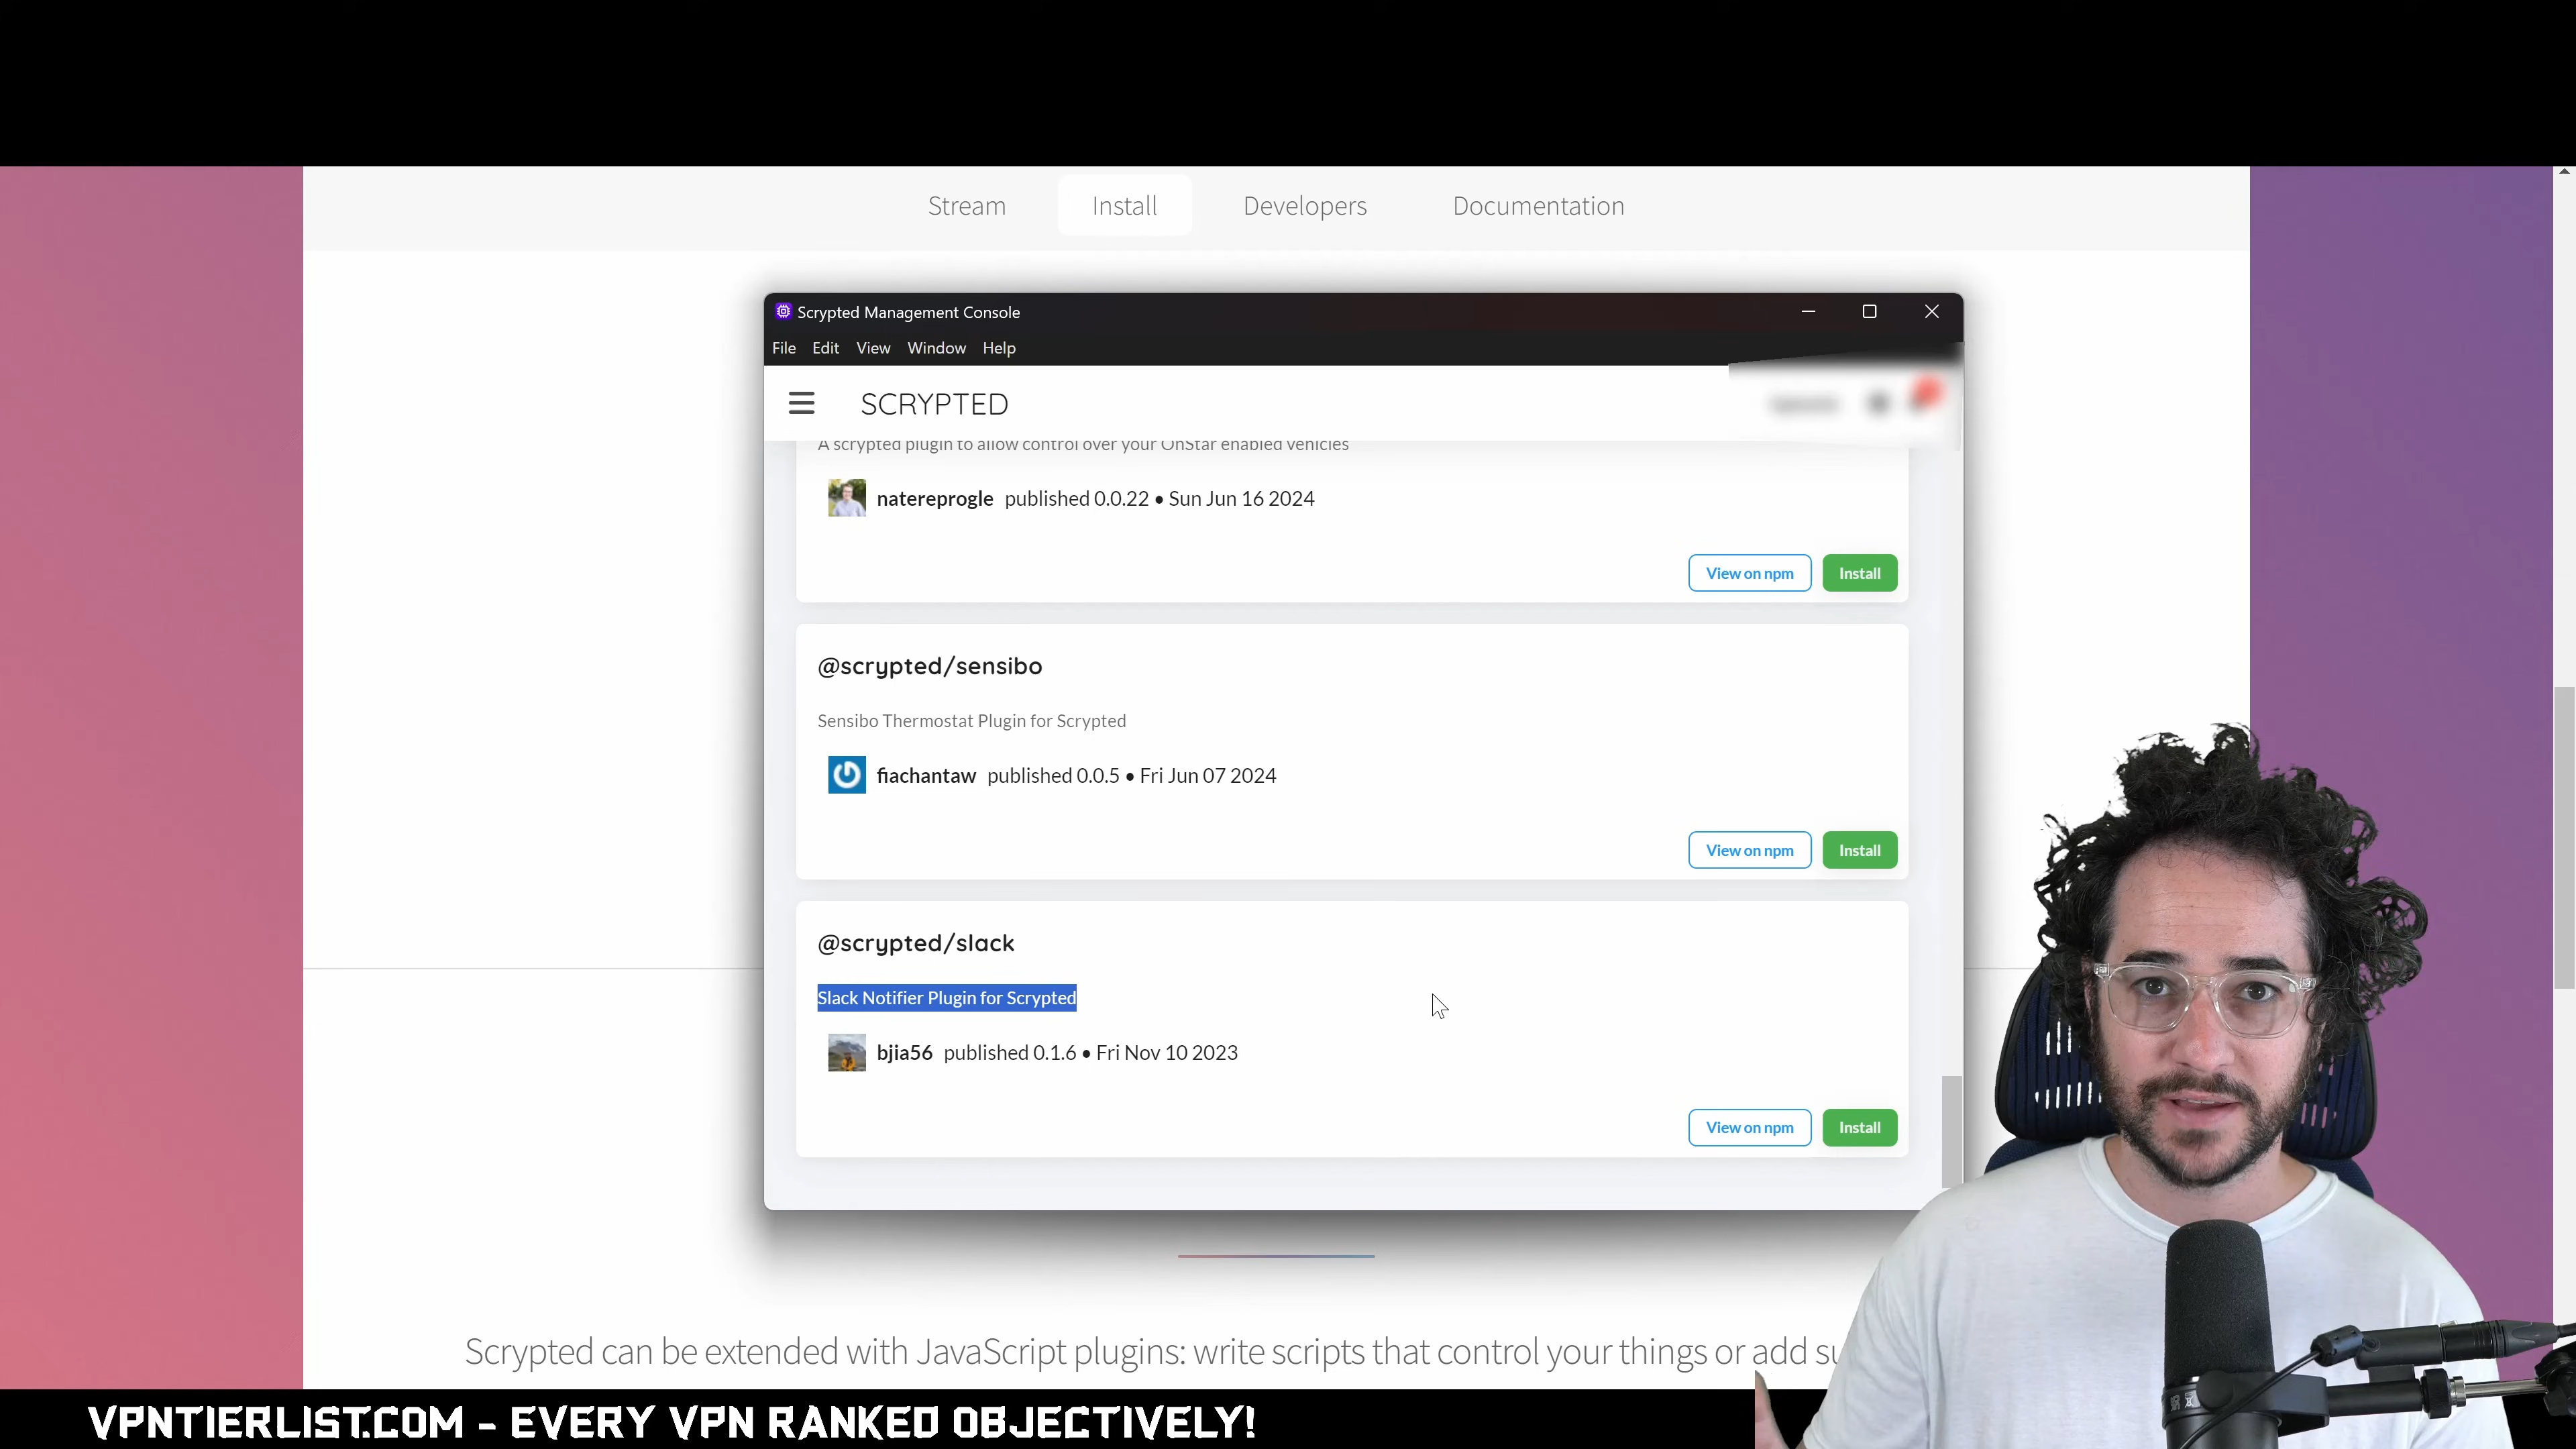 Stream Install Developers Documentation
Scrypted Management Console
File Edit View Window Help
SCRYPTED
A scrypted plugin to allow control over your OnStar enabled vehicles
natereprogle published 0.0.22 • Sun Jun 16 2024
View on npm Install
@scrypted/sensibo
Sensibo Thermostat Plugin for Scrypted
fiachantaw published 0.0.5 • Fri Jun 07 2024
View on npm Install
@scrypted/slack
Slack Notifier Plugin for Scrypted
bjia56 published 0.1.6 • Fri Nov 10 2023
View on npm Install
Scrypted can be extended with JavaScript plugins: write scripts that control your things or add
VPNTIERLIST.COM - EVERY VPN RANKED OBJECTIVELY!